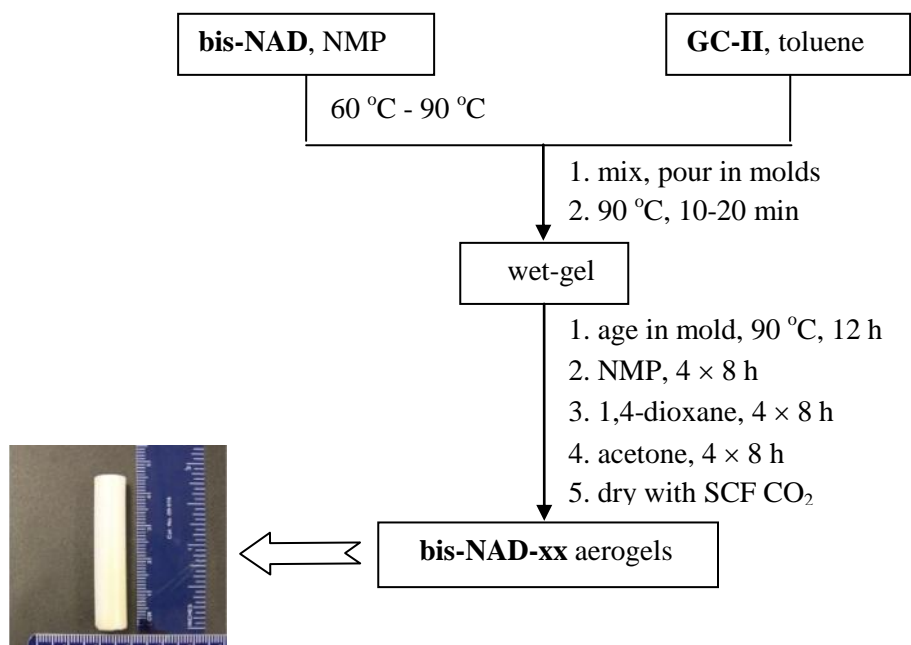 bis-NAD, NMP
GC-II, toluene
60 °C - 90 °C
1. mix, pour in molds
2. 90 °C, 10-20 min
wet-gel
1. age in mold, 90 °C, 12 h
2. NMP, 4 × 8 h
3. 1,4-dioxane, 4 × 8 h
4. acetone, 4 × 8 h
5. dry with SCF CO₂
bis-NAD-xx aerogels
INCHES